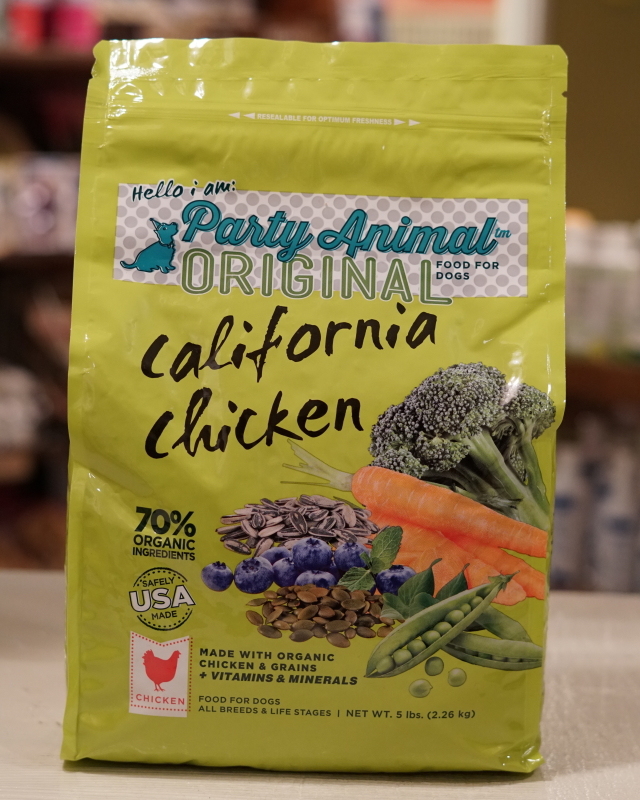 RESEALABLE FOR OPTIMUM FRESHNESS
Hello i am:
Party Animal tm
ORIGINAL
FOOD FOR
DOGS
california
chicken
70%
ORGANIC
INGREDIENTS
SAFELY
USA
MADE
CHICKEN
MADE WITH ORGANIC
CHICKEN & GRAINS
+ VITAMINS & MINERALS
FOOD FOR DOGS
ALL BREEDS & LIFE STAGES | NET WT. 5 lbs. (2.26 kg)